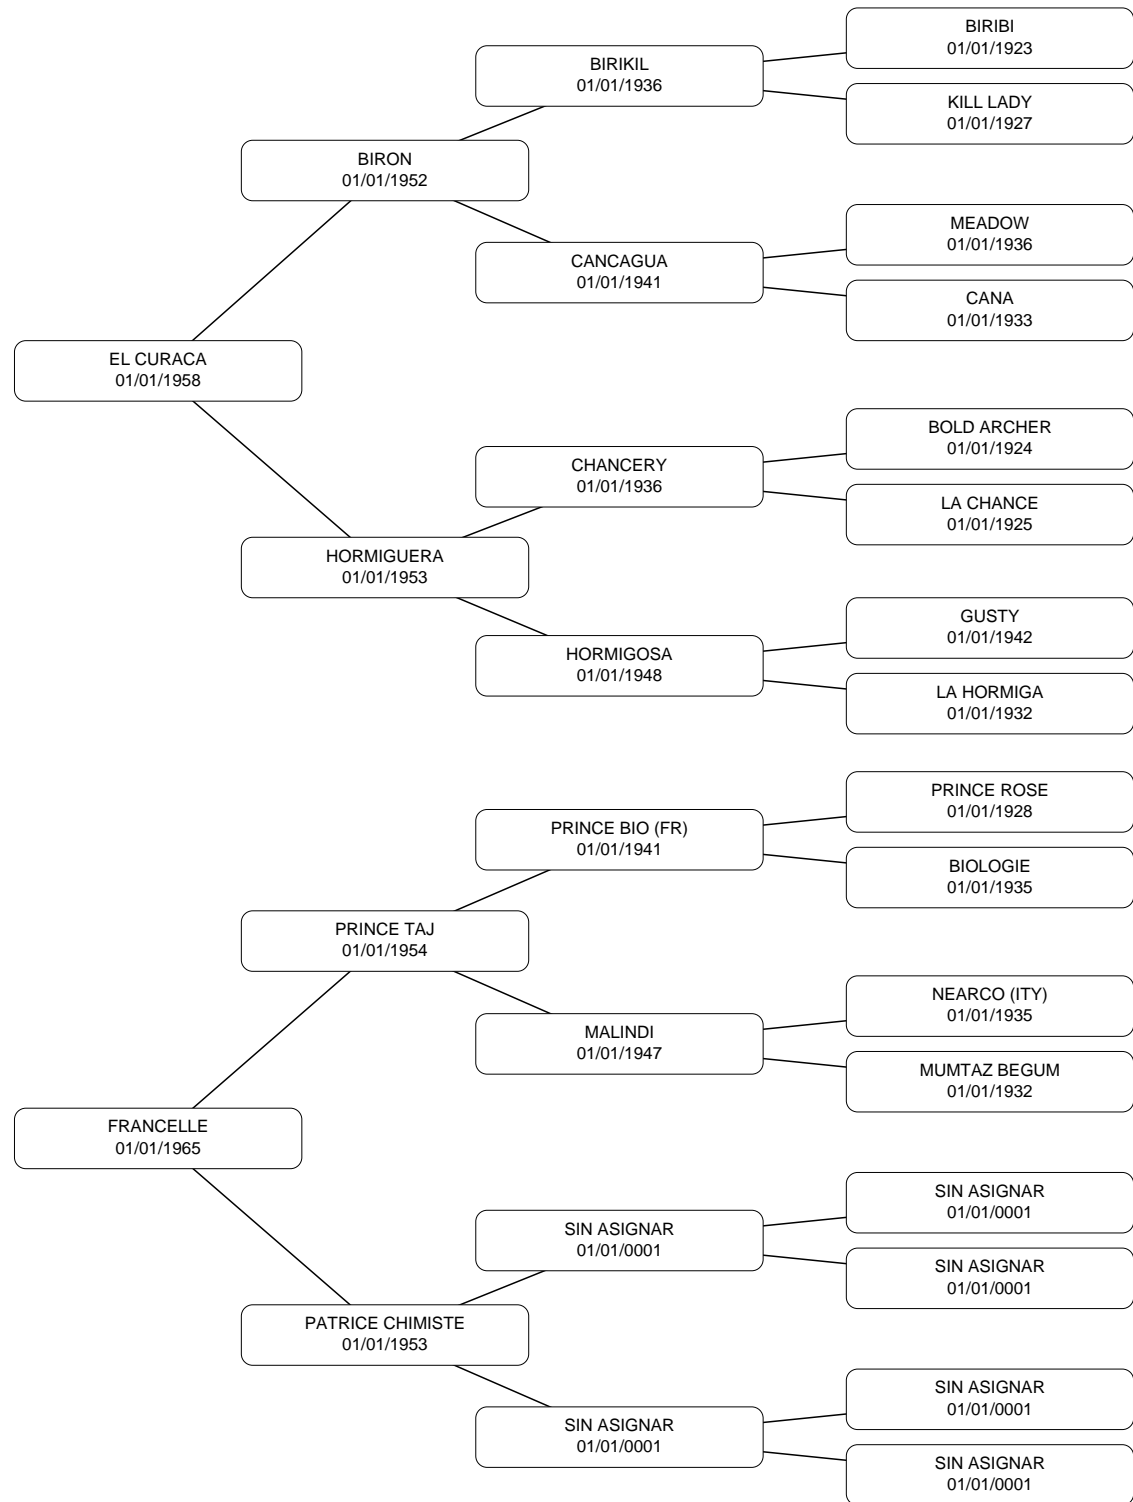 BIRIBI
01/01/1923
BIRIKIL
01/01/1936
KILL LADY
01/01/1927
BIRON
01/01/1952
MEADOW
01/01/1936
CANCAGUA
01/01/1941
CANA
01/01/1933
EL CURACA
01/01/1958
BOLD ARCHER
01/01/1924
CHANCERY
01/01/1936
LA CHANCE
01/01/1925
HORMIGUERA
01/01/1953
GUSTY
01/01/1942
HORMIGOSA
01/01/1948
LA HORMIGA
01/01/1932
PRINCE ROSE
01/01/1928
PRINCE BIO (FR)
01/01/1941
BIOLOGIE
01/01/1935
PRINCE TAJ
01/01/1954
NEARCO (ITY)
01/01/1935
MALINDI
01/01/1947
MUMTAZ BEGUM
01/01/1932
FRANCELLE
01/01/1965
SIN ASIGNAR
01/01/0001
SIN ASIGNAR
01/01/0001
SIN ASIGNAR
01/01/0001
PATRICE CHIMISTE
01/01/1953
SIN ASIGNAR
01/01/0001
SIN ASIGNAR
01/01/0001
SIN ASIGNAR
01/01/0001